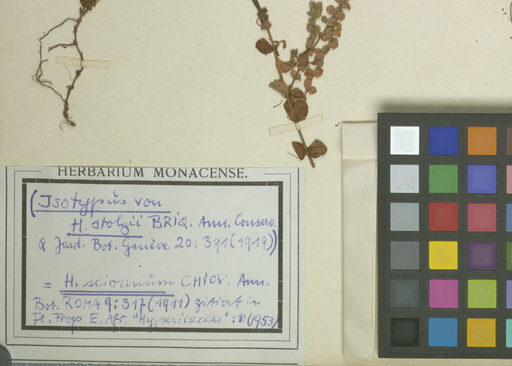 HERBARIUM MONACENSE.
(Isotypus von
H. stolzii BRIQ. Ann. Conserv.
& Jard. Bot. Genève 20: 391 (1919))
= H. scioanum CHIOV. Ann.
Bot. ROMA 9: 317 (1911) zitiert in
Fl. Trop. E. Afr. "Hypericaceae": (1953)